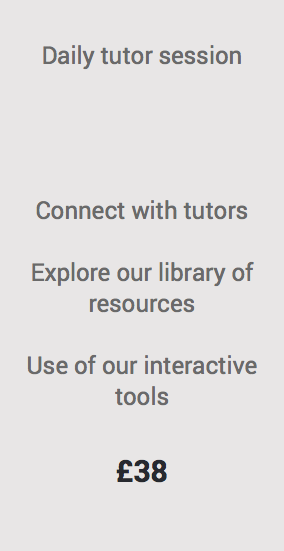 Daily tutor session
Connect with tutors
Explore our library of
resources
Use of our interactive
tools
£38